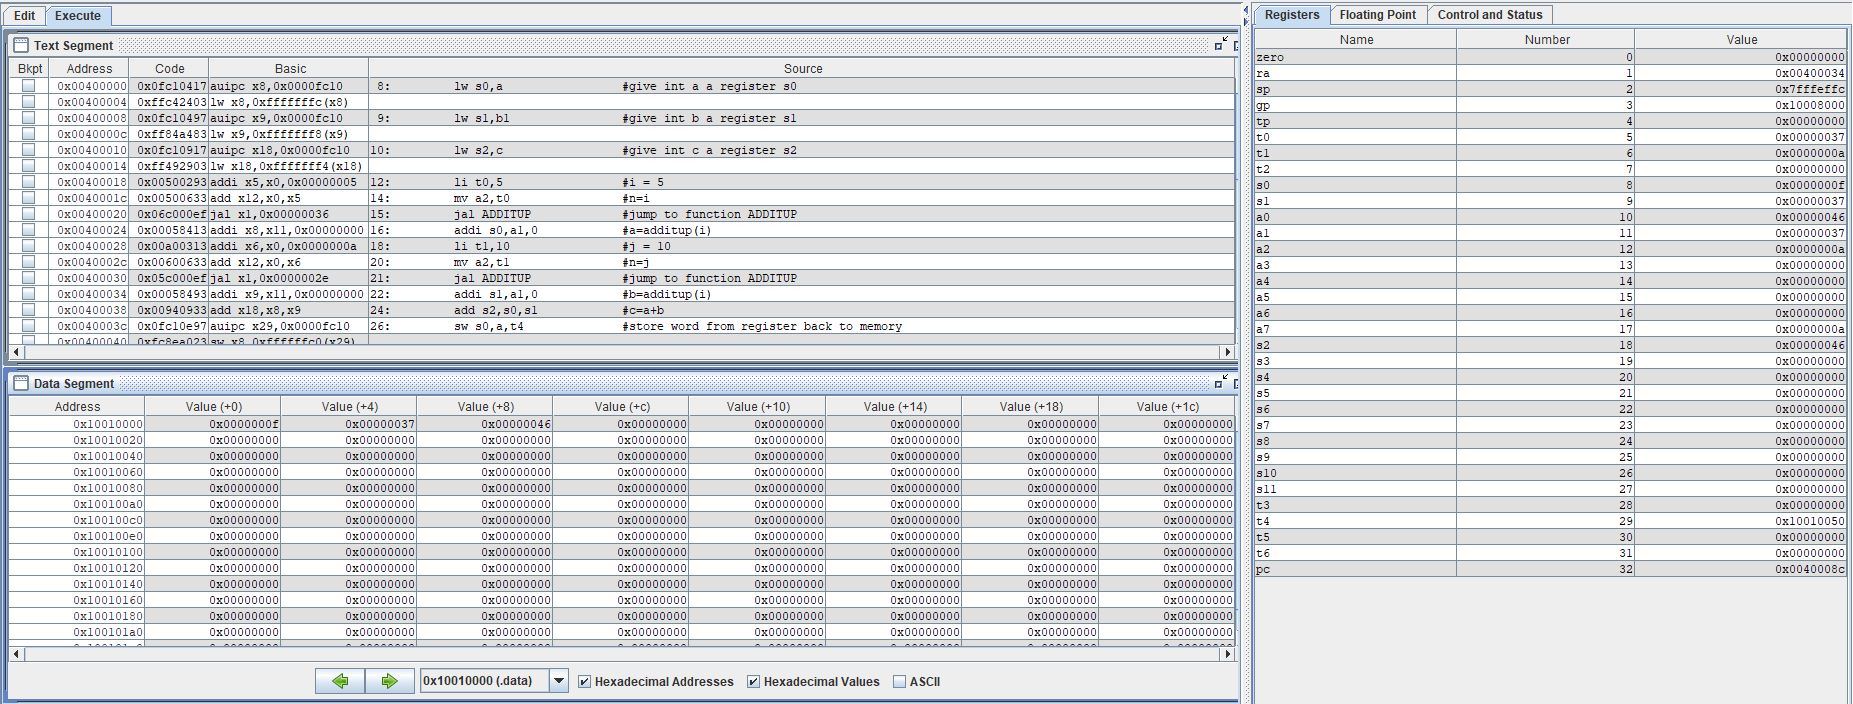 Edit Execute
Text Segment
Bkpt Address Code Basic Source
0x00400000 0x0fc10417 auipc x8,0x0000fc10 8: lw s0,a #give int a a register s0
0x00400004 0xffc42403 lw x8,0xfffffffc(x8)
0x00400008 0x0fc10497 auipc x9,0x0000fc10 9: lw s1,b1 #give int b a register s1
0x0040000c 0xff84a483 lw x9,0xfffffff8(x9)
0x00400010 0x0fc10917 auipc x18,0x0000fc10 10: lw s2,c #give int c a register s2
0x00400014 0xff492903 lw x18,0xfffffff4(x18)
0x00400018 0x00500293 addi x5,x0,0x00000005 12: li t0,5 #i = 5
0x0040001c 0x00500633 add x12,x0,x5 14: mv a2,t0 #n=i
0x00400020 0x06c000ef jal x1,0x00000036 15: jal ADDITUP #jump to function ADDITUP
0x00400024 0x00058413 addi x8,x11,0x00000000 16: addi s0,a1,0 #a=additup(i)
0x00400028 0x00a00313 addi x6,x0,0x0000000a 18: li t1,10 #j = 10
0x0040002c 0x00600633 add x12,x0,x6 20: mv a2,t1 #n=j
0x00400030 0x05c000ef jal x1,0x0000002e 21: jal ADDITUP #jump to function ADDITUP
0x00400034 0x00058493 addi x9,x11,0x00000000 22: addi s1,a1,0 #b=additup(i)
0x00400038 0x00940933 add x18,x8,x9 24: add s2,s0,s1 #c=a+b
0x0040003c 0x0fc10e97 auipc x29,0x0000fc10 26: sw s0,a,t4 #store word from register back to memory
0x00400040 0xfc8ea023 sw x8,0xffffffc0(x29)
Data Segment
Address Value (+0) Value (+4) Value (+8) Value (+c) Value (+10) Value (+14) Value (+18) Value (+1c)
0x10010000 0x0000000f 0x00000037 0x00000046 0x00000000 0x00000000 0x00000000 0x00000000 0x00000000
0x10010020 0x00000000 0x00000000 0x00000000 0x00000000 0x00000000 0x00000000 0x00000000 0x00000000
0x10010040 0x00000000 0x00000000 0x00000000 0x00000000 0x00000000 0x00000000 0x00000000 0x00000000
0x10010060 0x00000000 0x00000000 0x00000000 0x00000000 0x00000000 0x00000000 0x00000000 0x00000000
0x10010080 0x00000000 0x00000000 0x00000000 0x00000000 0x00000000 0x00000000 0x00000000 0x00000000
0x100100a0 0x00000000 0x00000000 0x00000000 0x00000000 0x00000000 0x00000000 0x00000000 0x00000000
0x100100c0 0x00000000 0x00000000 0x00000000 0x00000000 0x00000000 0x00000000 0x00000000 0x00000000
0x100100e0 0x00000000 0x00000000 0x00000000 0x00000000 0x00000000 0x00000000 0x00000000 0x00000000
0x10010100 0x00000000 0x00000000 0x00000000 0x00000000 0x00000000 0x00000000 0x00000000 0x00000000
0x10010120 0x00000000 0x00000000 0x00000000 0x00000000 0x00000000 0x00000000 0x00000000 0x00000000
0x10010140 0x00000000 0x00000000 0x00000000 0x00000000 0x00000000 0x00000000 0x00000000 0x00000000
0x10010160 0x00000000 0x00000000 0x00000000 0x00000000 0x00000000 0x00000000 0x00000000 0x00000000
0x10010180 0x00000000 0x00000000 0x00000000 0x00000000 0x00000000 0x00000000 0x00000000 0x00000000
0x100101a0 0x00000000 0x00000000 0x00000000 0x00000000 0x00000000 0x00000000 0x00000000 0x00000000
0x10010000 (.data) Hexadecimal Addresses Hexadecimal Values ASCII
Registers Floating Point Control and Status
Name Number Value
zero 0 0x00000000
ra 1 0x00400034
sp 2 0x7fffeffc
gp 3 0x10008000
tp 4 0x00000000
t0 5 0x00000037
t1 6 0x0000000a
t2 7 0x00000000
s0 8 0x0000000f
s1 9 0x00000037
a0 10 0x00000046
a1 11 0x00000037
a2 12 0x0000000a
a3 13 0x00000000
a4 14 0x00000000
a5 15 0x00000000
a6 16 0x00000000
a7 17 0x0000000a
s2 18 0x00000046
s3 19 0x00000000
s4 20 0x00000000
s5 21 0x00000000
s6 22 0x00000000
s7 23 0x00000000
s8 24 0x00000000
s9 25 0x00000000
s10 26 0x00000000
s11 27 0x00000000
t3 28 0x00000000
t4 29 0x10010050
t5 30 0x00000000
t6 31 0x00000000
pc 32 0x0040008c